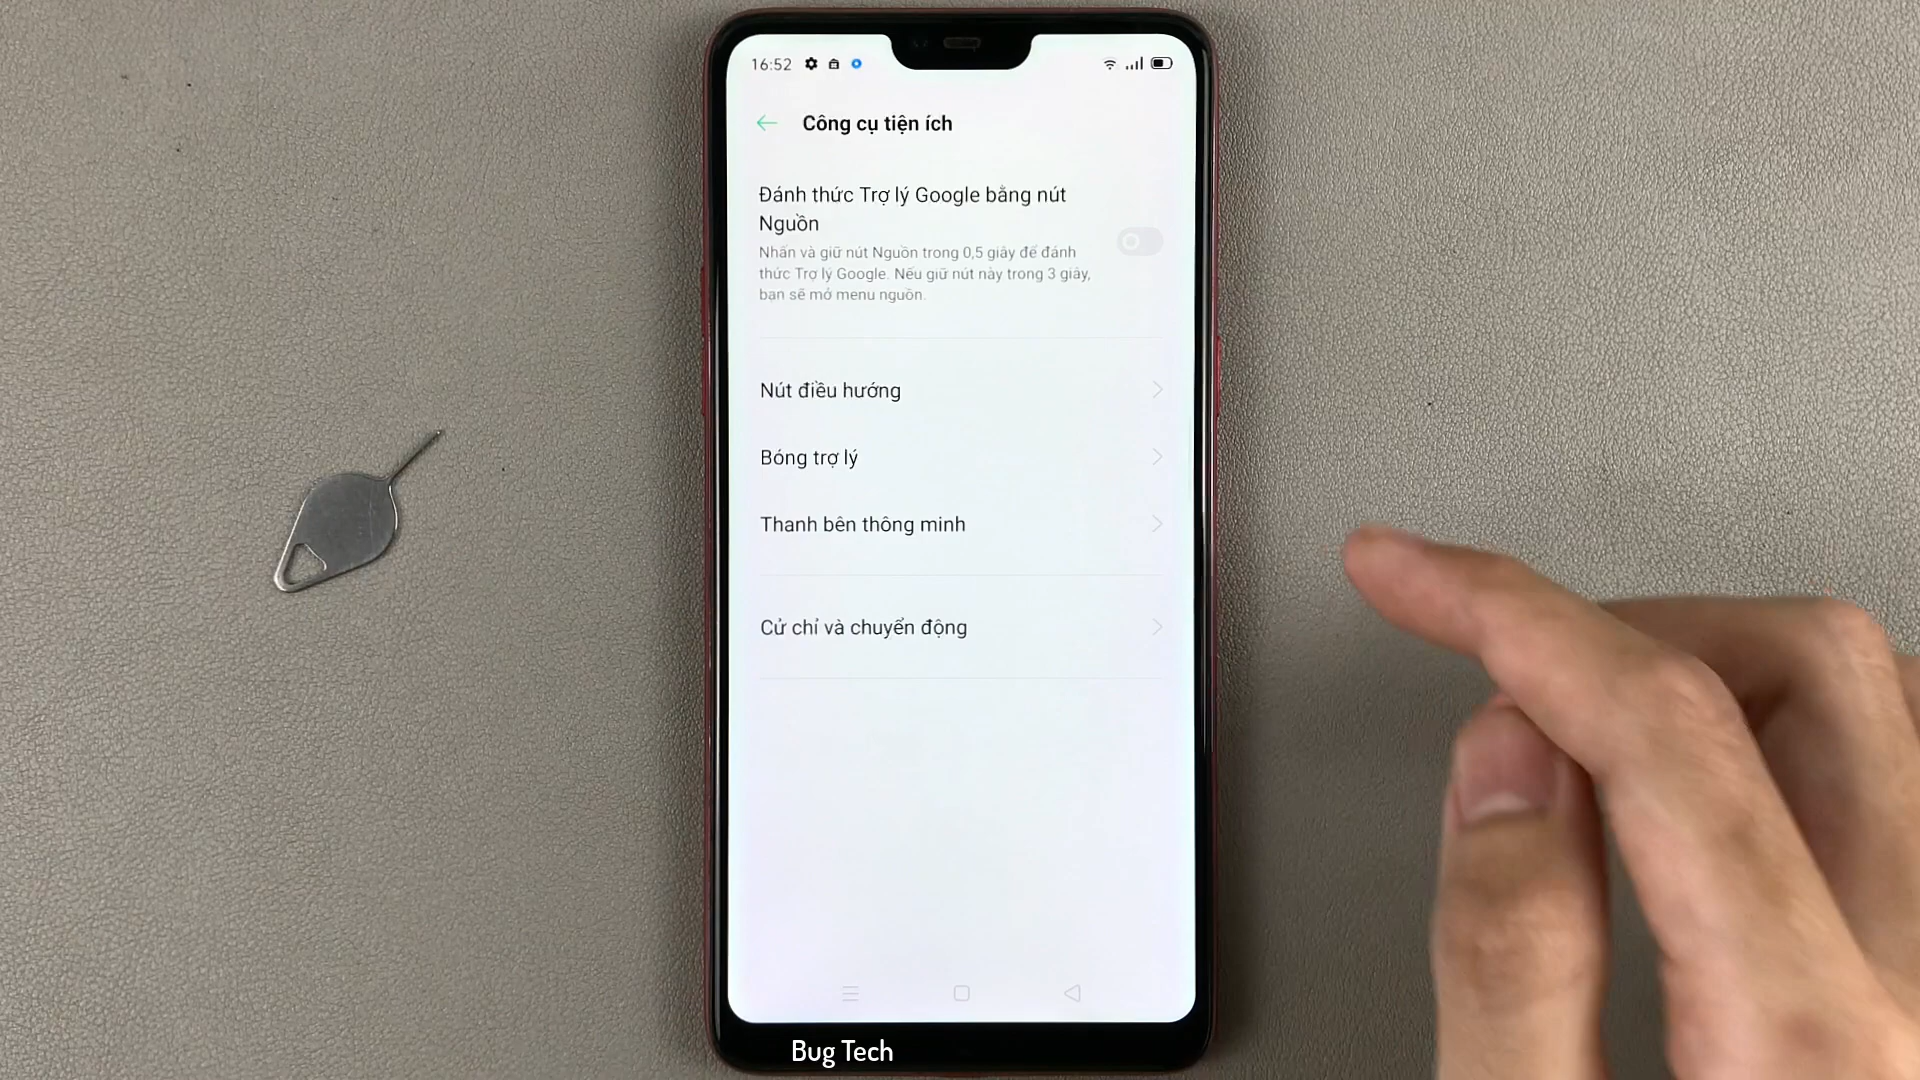 16:52
Công cụ tiện ích
Đánh thức Trợ lý Google bằng nút
Nguồn
Nhấn và giữ nút Nguồn trong 0,5 giây để đánh
thức Trợ lý Google. Nếu giữ nút này trong 3 giây,
bạn sẽ mở menu nguồn.
Nút điều hướng
Bóng trợ lý
Thanh bên thông minh
Cử chỉ và chuyển động
Bug Tech